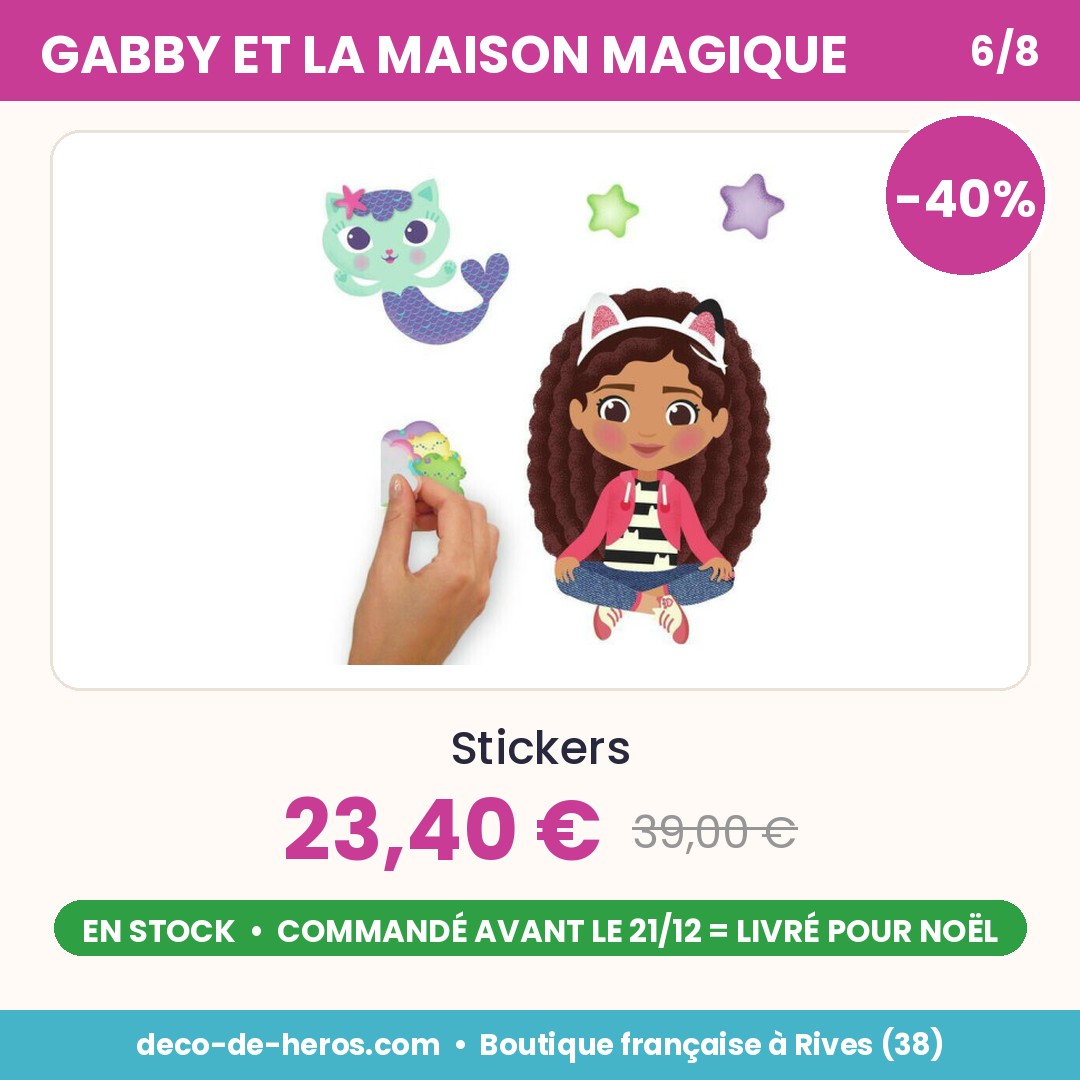 GABBY ET LA MAISON MAGIQUE 6/8
-40%
Stickers
23,40 € 39,00 €
EN STOCK • COMMANDÉ AVANT LE 21/12 = LIVRÉ POUR NOËL
deco-de-heros.com • Boutique française à Rives (38)